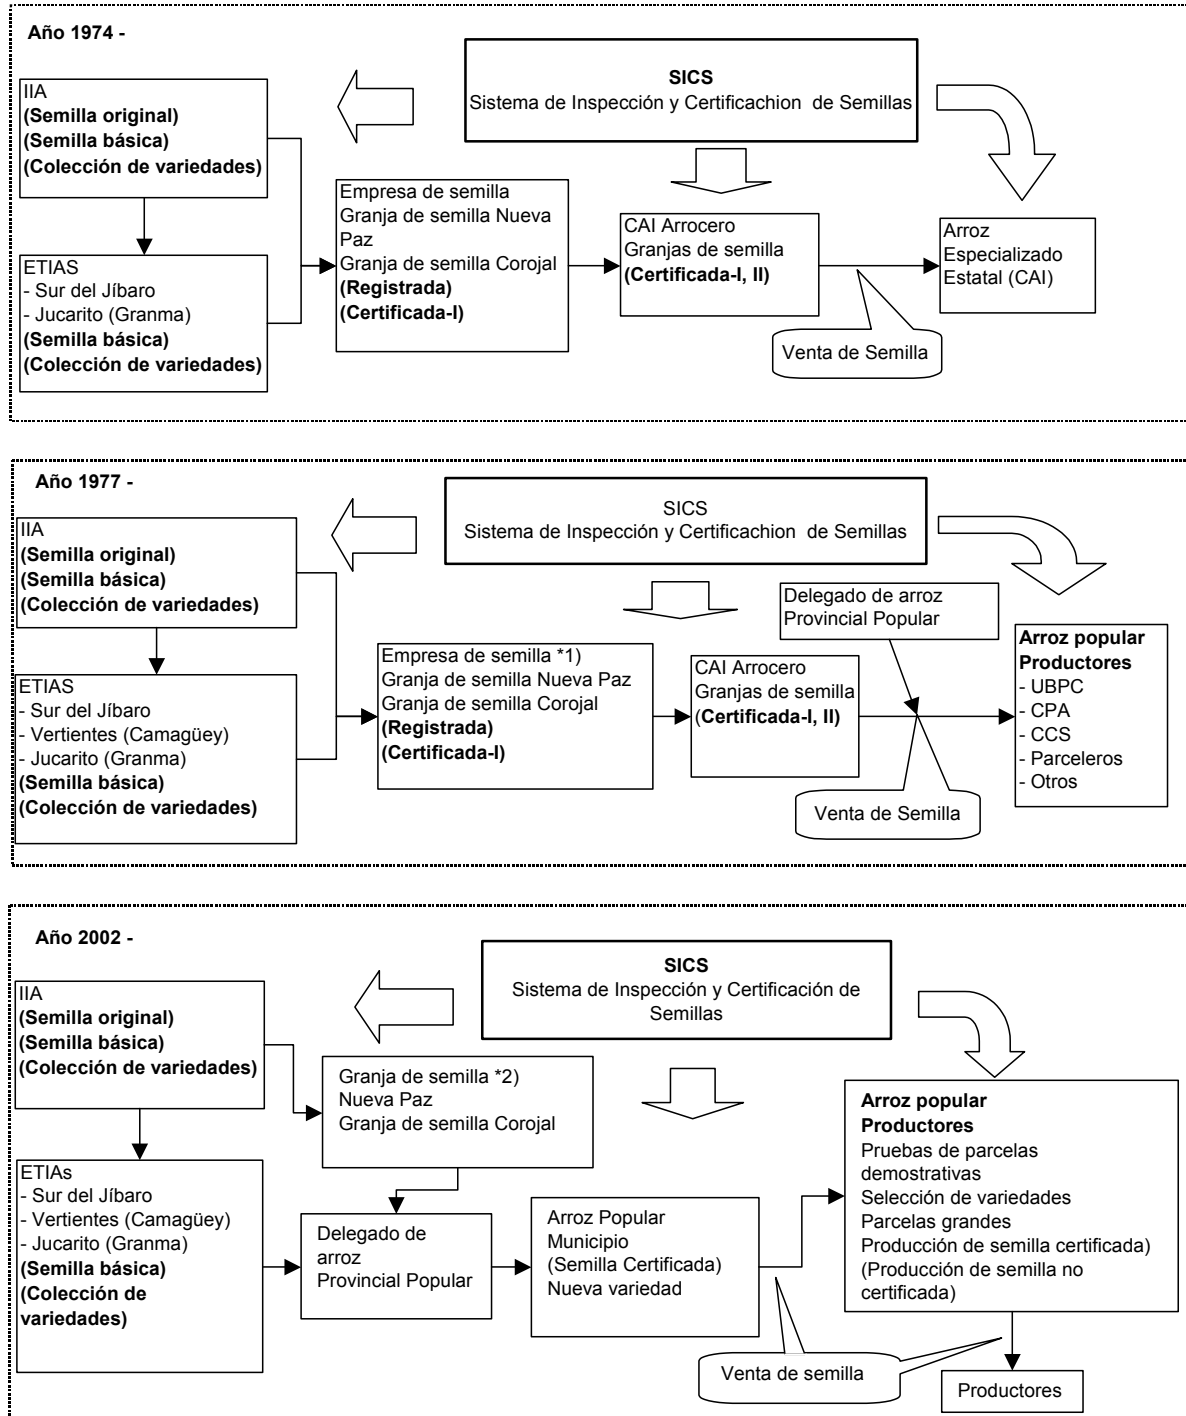 Año 1974 -
SICS
Sistema de Inspección y Certificachion de Semillas
IIA
(Semilla original)
(Semilla básica)
(Colección de variedades)
ETIAS
- Sur del Jíbaro
- Jucarito (Granma)
(Semilla básica)
(Colección de variedades)
Empresa de semilla
Granja de semilla Nueva
Paz
Granja de semilla Corojal
(Registrada)
(Certificada-I)
CAI Arrocero
Granjas de semilla
(Certificada-I, II)
Arroz
Especializado
Estatal (CAI)
Venta de Semilla
Año 1977 -
SICS
Sistema de Inspección y Certificachion de Semillas
IIA
(Semilla original)
(Semilla básica)
(Colección de variedades)
ETIAS
- Sur del Jíbaro
- Vertientes (Camagüey)
- Jucarito (Granma)
(Semilla básica)
(Colección de variedades)
Empresa de semilla *1)
Granja de semilla Nueva Paz
Granja de semilla Corojal
(Registrada)
(Certificada-I)
CAI Arrocero
Granjas de semilla
(Certificada-I, II)
Delegado de arroz
Provincial Popular
Arroz popular
Productores
- UBPC
- CPA
- CCS
- Parceleros
- Otros
Venta de Semilla
Año 2002 -
SICS
Sistema de Inspección y Certificación de
Semillas
IIA
(Semilla original)
(Semilla básica)
(Colección de variedades)
ETIAs
- Sur del Jíbaro
- Vertientes (Camagüey)
- Jucarito (Granma)
(Semilla básica)
(Colección de
variedades)
Granja de semilla *2)
Nueva Paz
Granja de semilla Corojal
Delegado de
arroz
Provincial Popular
Arroz Popular
Municipio
(Semilla Certificada)
Nueva variedad
Arroz popular
Productores
Pruebas de parcelas
demostrativas
Selección de variedades
Parcelas grandes
Producción de semilla certificada)
(Producción de semilla no
certificada)
Venta de semilla
Productores